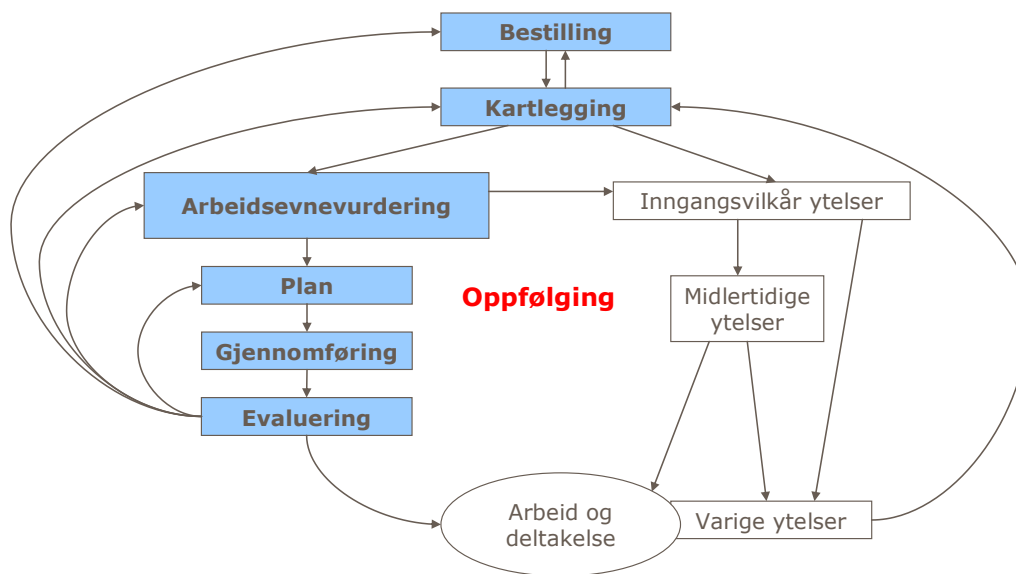 Bestilling
Kartlegging
Arbeidsevnevurdering
Inngangsvilkår ytelser
Plan
Oppfølging
Midlertidige
ytelser
Gjennomføring
Evaluering
Arbeid og
deltakelse
Varige ytelser